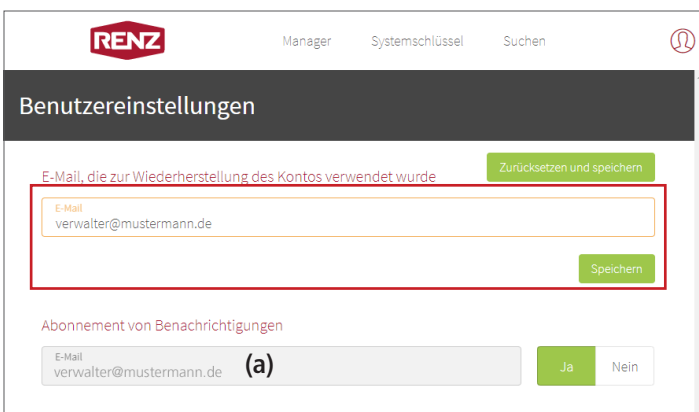 RENZ Manager Systemschlüssel Suchen
Benutzereinstellungen
E-Mail, die zur Wiederherstellung des Kontos verwendet wurde
Zurücksetzen und speichern
E-Mail
verwalter@mustermann.de
Speichern
Abonnement von Benachrichtigungen
E-Mail
verwalter@mustermann.de (a) Ja Nein